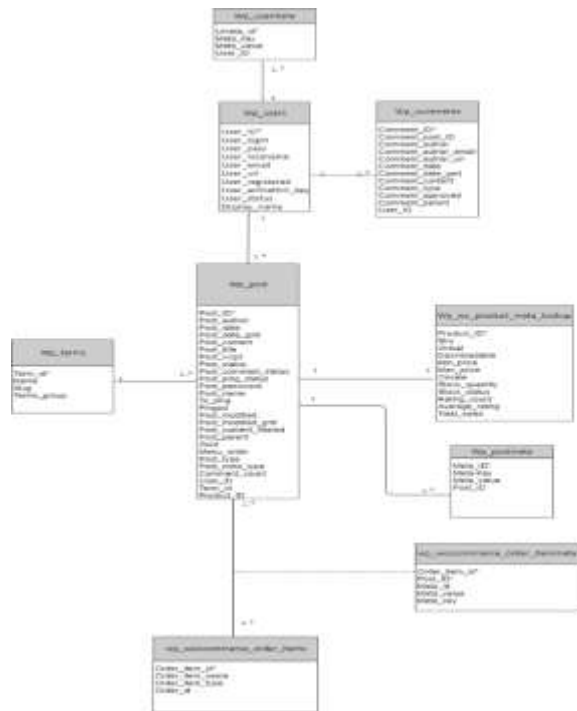 Wp_usermeta
Umeta_id*
Meta_key
Meta_value
User_ID
Wp_users
User_id*
User_login
User_pass
User_nicename
User_email
User_url
User_registered
User_activation_key
User_status
Display_name
Wp_comments
Comment_ID*
Comment_post_ID
Comment_author
Comment_author_email
Comment_author_url
Comment_date
Comment_date_gmt
Comment_content
Comment_type
Comment_approved
Comment_parent
User_ID
Wp_post
Post_ID*
Post_author
Post_date
Post_date_gmt
Post_content
Post_title
Post_status
Post_comment_status
Post_ping_status
Post_password
Post_name
To_ping
Pinged
Post_modified
Post_modified_gmt
Post_content_filtered
Post_parent
Guid
Menu_order
Post_type
Post_mime_type
Comment_count
User_ID
Term_id
Product_ID
Wp_terms
Term_id*
Name
Slug
Terms_group
Wp_wc_product_meta_lookup
Product_ID*
Sku
Virtual
Downloadable
Min_price
Max_price
Onsale
Stock_quantity
Stock_status
Rating_count
Average_rating
Total_sales
Wp_postmeta
Meta_ID*
Meta_key
Meta_value
Post_ID
wp_woocommerce_order_itemmeta
Order_item_id*
Post_ID*
Meta_id
Meta_value
Meta_key
wp_woocommerce_order_items
Order_item_id*
Order_item_name
Order_item_type
Order_id